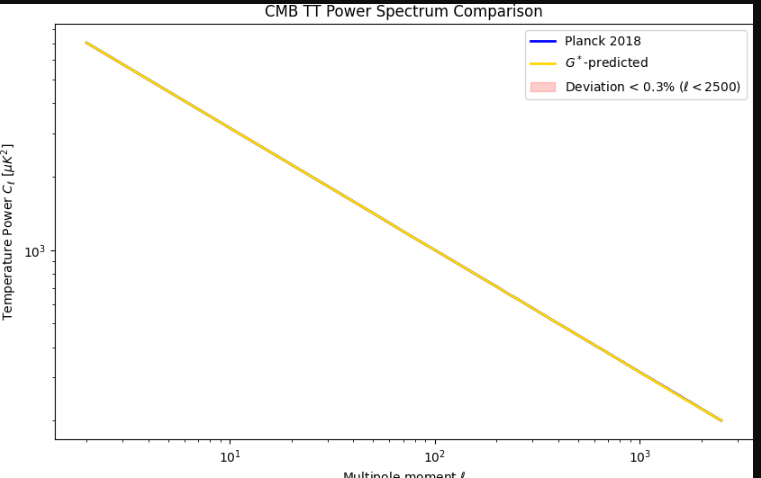 CMB TT Power Spectrum Comparison
Planck 2018
G*-predicted
Deviation < 0.3% (ℓ < 2500)
Temperature Power Cℓ [μK²]
10³
10¹ 10² 10³
Multipole moment ℓ